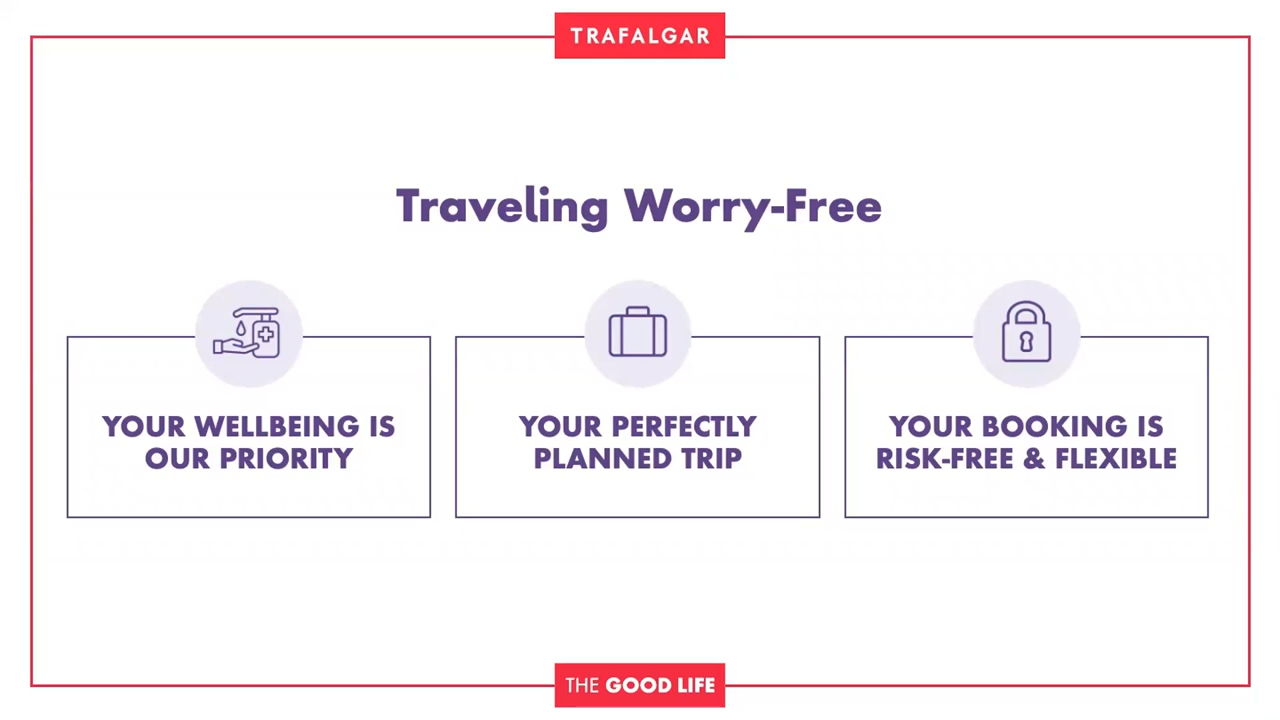 TRAFALGAR
Traveling Worry-Free
YOUR WELLBEING IS
OUR PRIORITY
YOUR PERFECTLY
PLANNED TRIP
YOUR BOOKING IS
RISK-FREE & FLEXIBLE
THE GOOD LIFE